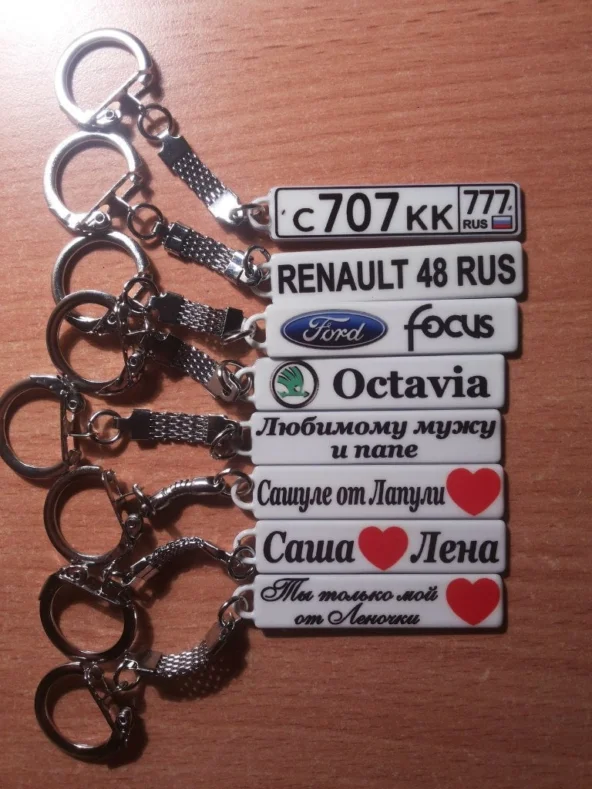 с707кк 777
RUS
RENAULT 48 RUS
Ford focus
Octavia
Любимому мужу
и папе
Сашуле от Лапули
Саша Лена
Ты только мой
от Леночки